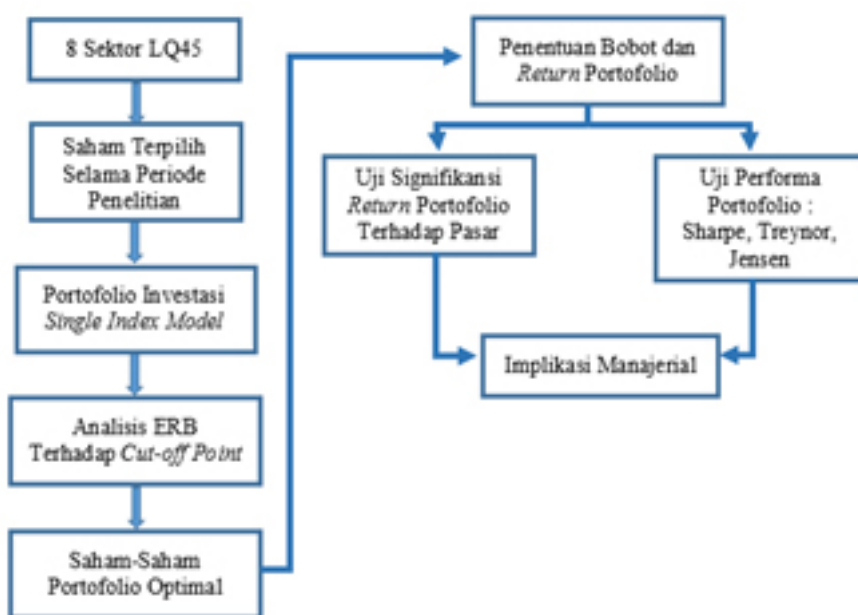 8 Sektor LQ45
Saham Terpilih
Selama Periode
Penelitian
Portofolio Investasi
Single Index Model
Analisis ERB
Terhadap Cut-off Point
Saham-Saham
Portofolio Optimal
Penentuan Bobot dan
Return Portofolio
Uji Signifikansi
Return Portofolio
Terhadap Pasar
Uji Performa
Portofolio :
Sharpe, Treynor,
Jensen
Implikasi Manajerial